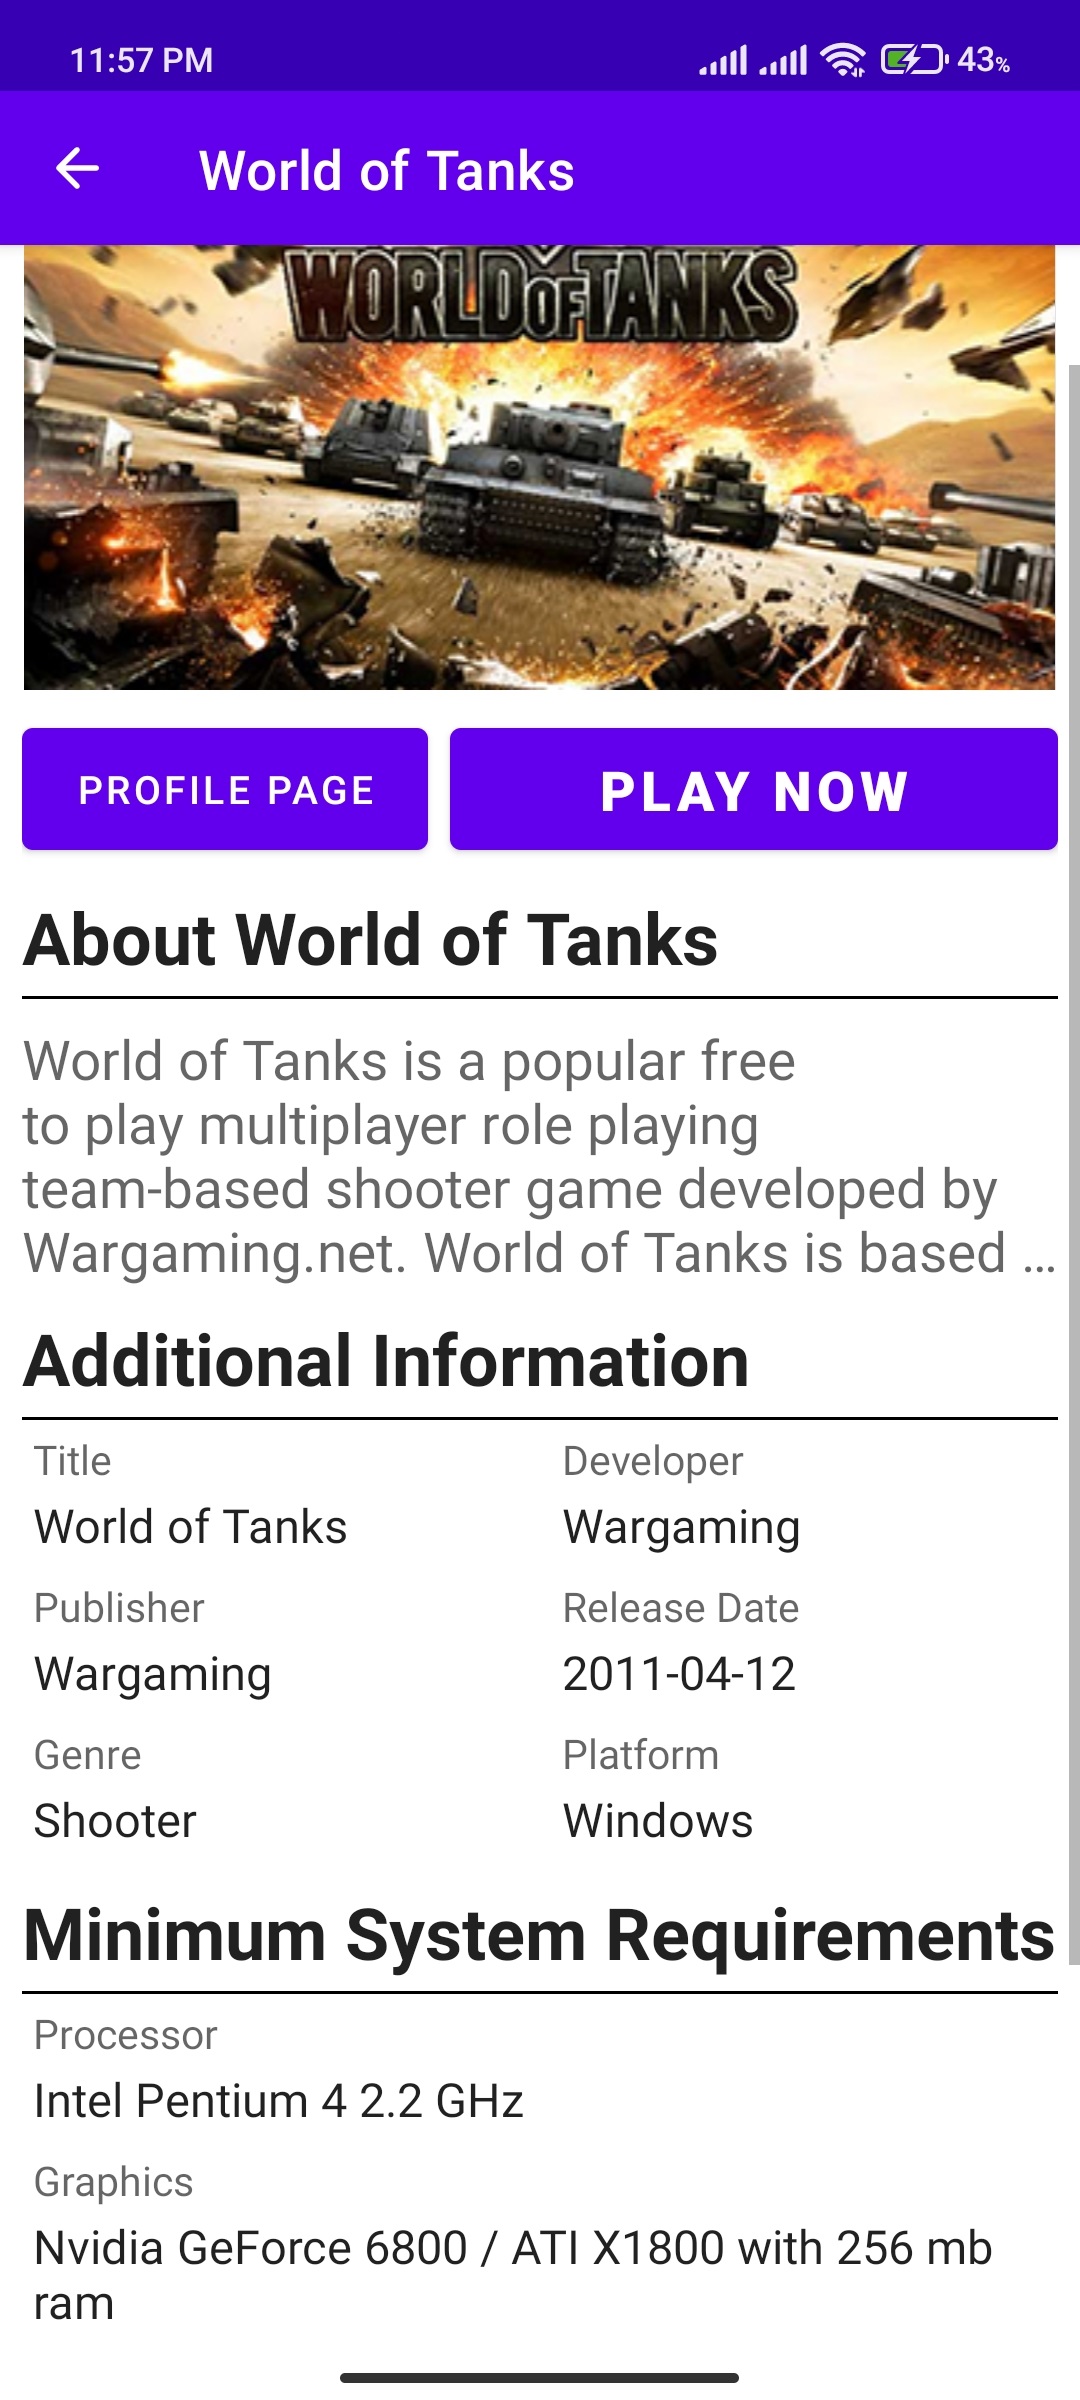 11:57 PM
43%
World of Tanks
WORLD OF TANKS
PROFILE PAGE
PLAY NOW
About World of Tanks
World of Tanks is a popular free
to play multiplayer role playing
team-based shooter game developed by
Wargaming.net. World of Tanks is based ...
Additional Information
Title
Developer
World of Tanks
Wargaming
Publisher
Release Date
Wargaming
2011-04-12
Genre
Platform
Shooter
Windows
Minimum System Requirements
Processor
Intel Pentium 4 2.2 GHz
Graphics
Nvidia GeForce 6800 / ATI X1800 with 256 mb
ram